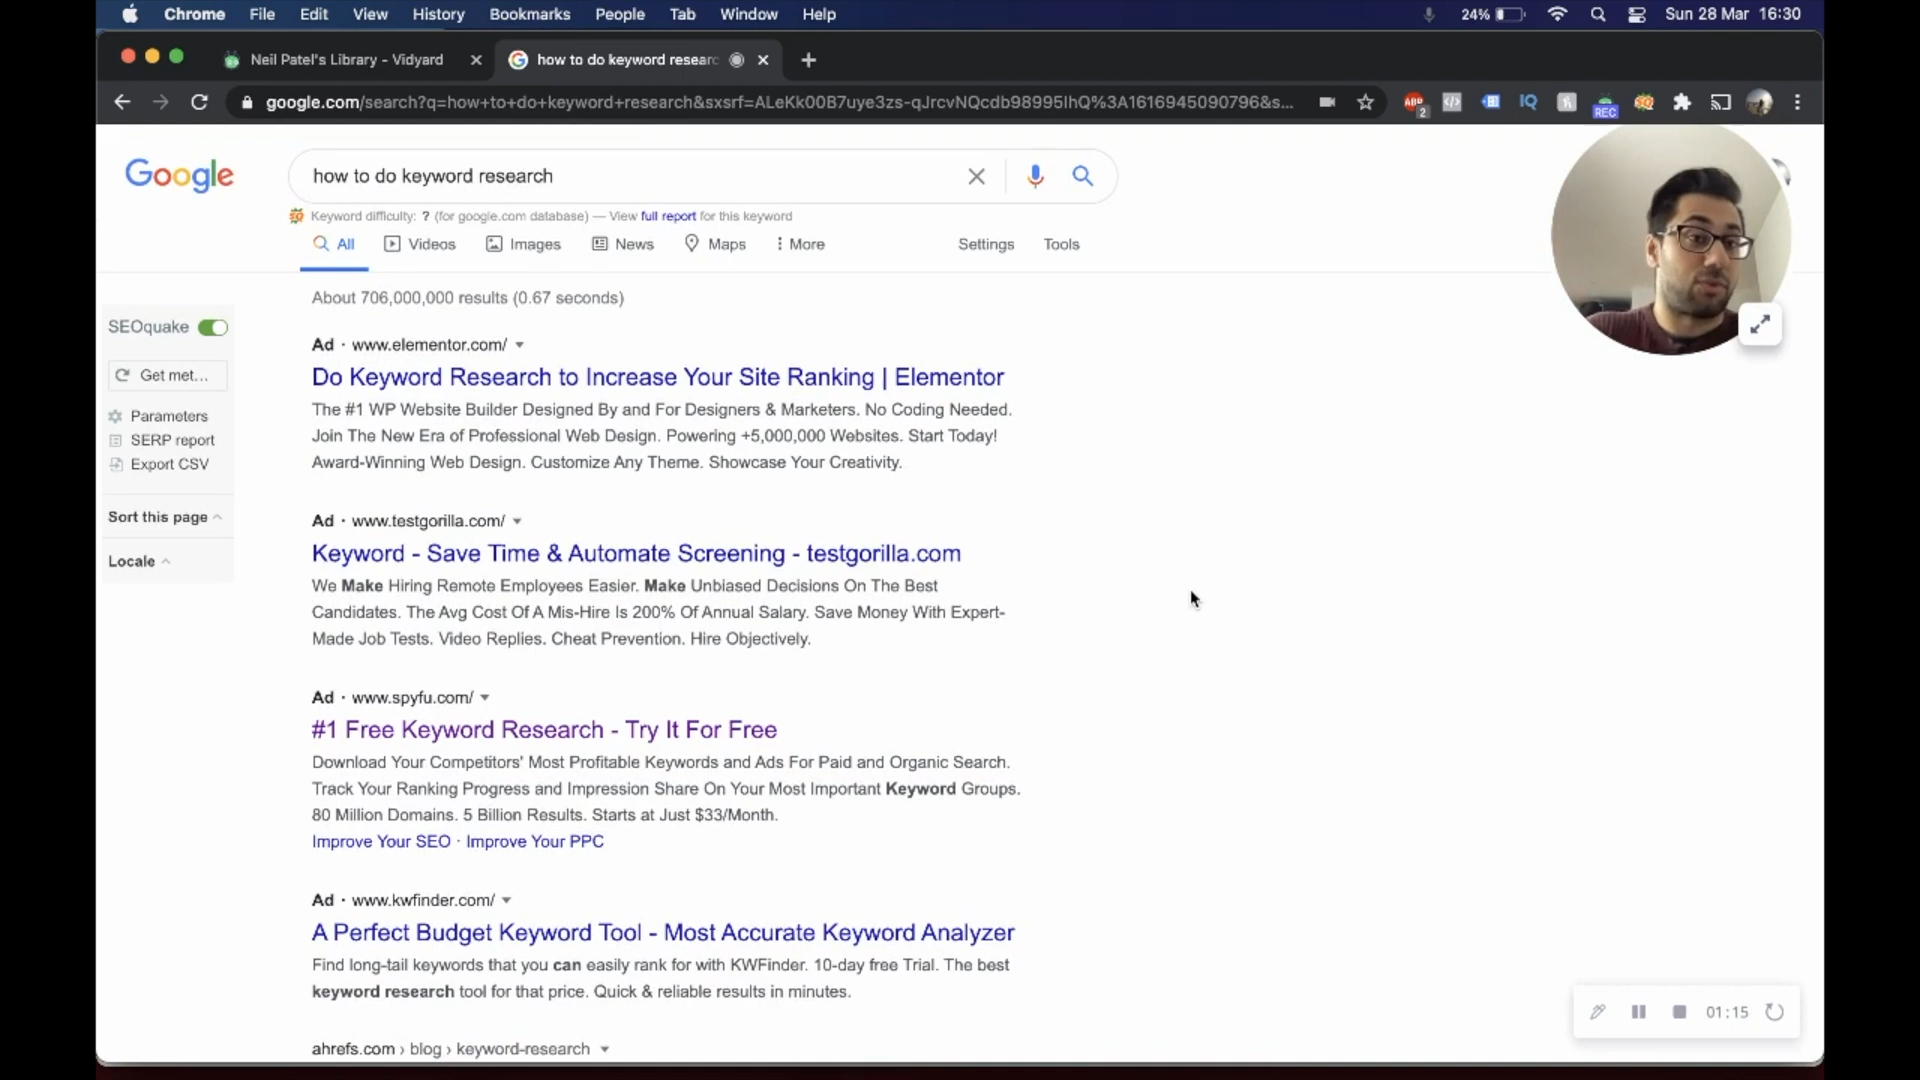 Chrome File Edit View History Bookmarks People Tab Window Help 24% Sun 28 Mar 16:30
Neil Patel's Library - Vidyard how to do keyword researc
google.com/search?q=how+to+do+keyword+research&sxsrf=ALeKk00B7uye3zs-qJrcvNQcdb98995IhQ%3A1616945090796&s... ABP 2 IQ REC
Google how to do keyword research
Keyword difficulty: ? (for google.com database) — View full report for this keyword
All Videos Images News Maps More Settings Tools
About 706,000,000 results (0.67 seconds)
SEOquake
Get met...
Parameters
SERP report
Export CSV
Sort this page
Locale
Ad · www.elementor.com/
Do Keyword Research to Increase Your Site Ranking | Elementor
The #1 WP Website Builder Designed By and For Designers & Marketers. No Coding Needed.
Join The New Era of Professional Web Design. Powering +5,000,000 Websites. Start Today!
Award-Winning Web Design. Customize Any Theme. Showcase Your Creativity.
Ad · www.testgorilla.com/
Keyword - Save Time & Automate Screening - testgorilla.com
We Make Hiring Remote Employees Easier. Make Unbiased Decisions On The Best
Candidates. The Avg Cost Of A Mis-Hire Is 200% Of Annual Salary. Save Money With Expert-
Made Job Tests. Video Replies. Cheat Prevention. Hire Objectively.
Ad · www.spyfu.com/
#1 Free Keyword Research - Try It For Free
Download Your Competitors' Most Profitable Keywords and Ads For Paid and Organic Search.
Track Your Ranking Progress and Impression Share On Your Most Important Keyword Groups.
80 Million Domains. 5 Billion Results. Starts at Just $33/Month.
Improve Your SEO · Improve Your PPC
Ad · www.kwfinder.com/
A Perfect Budget Keyword Tool - Most Accurate Keyword Analyzer
Find long-tail keywords that you can easily rank for with KWFinder. 10-day free Trial. The best
keyword research tool for that price. Quick & reliable results in minutes.
ahrefs.com › blog › keyword-research
01:15